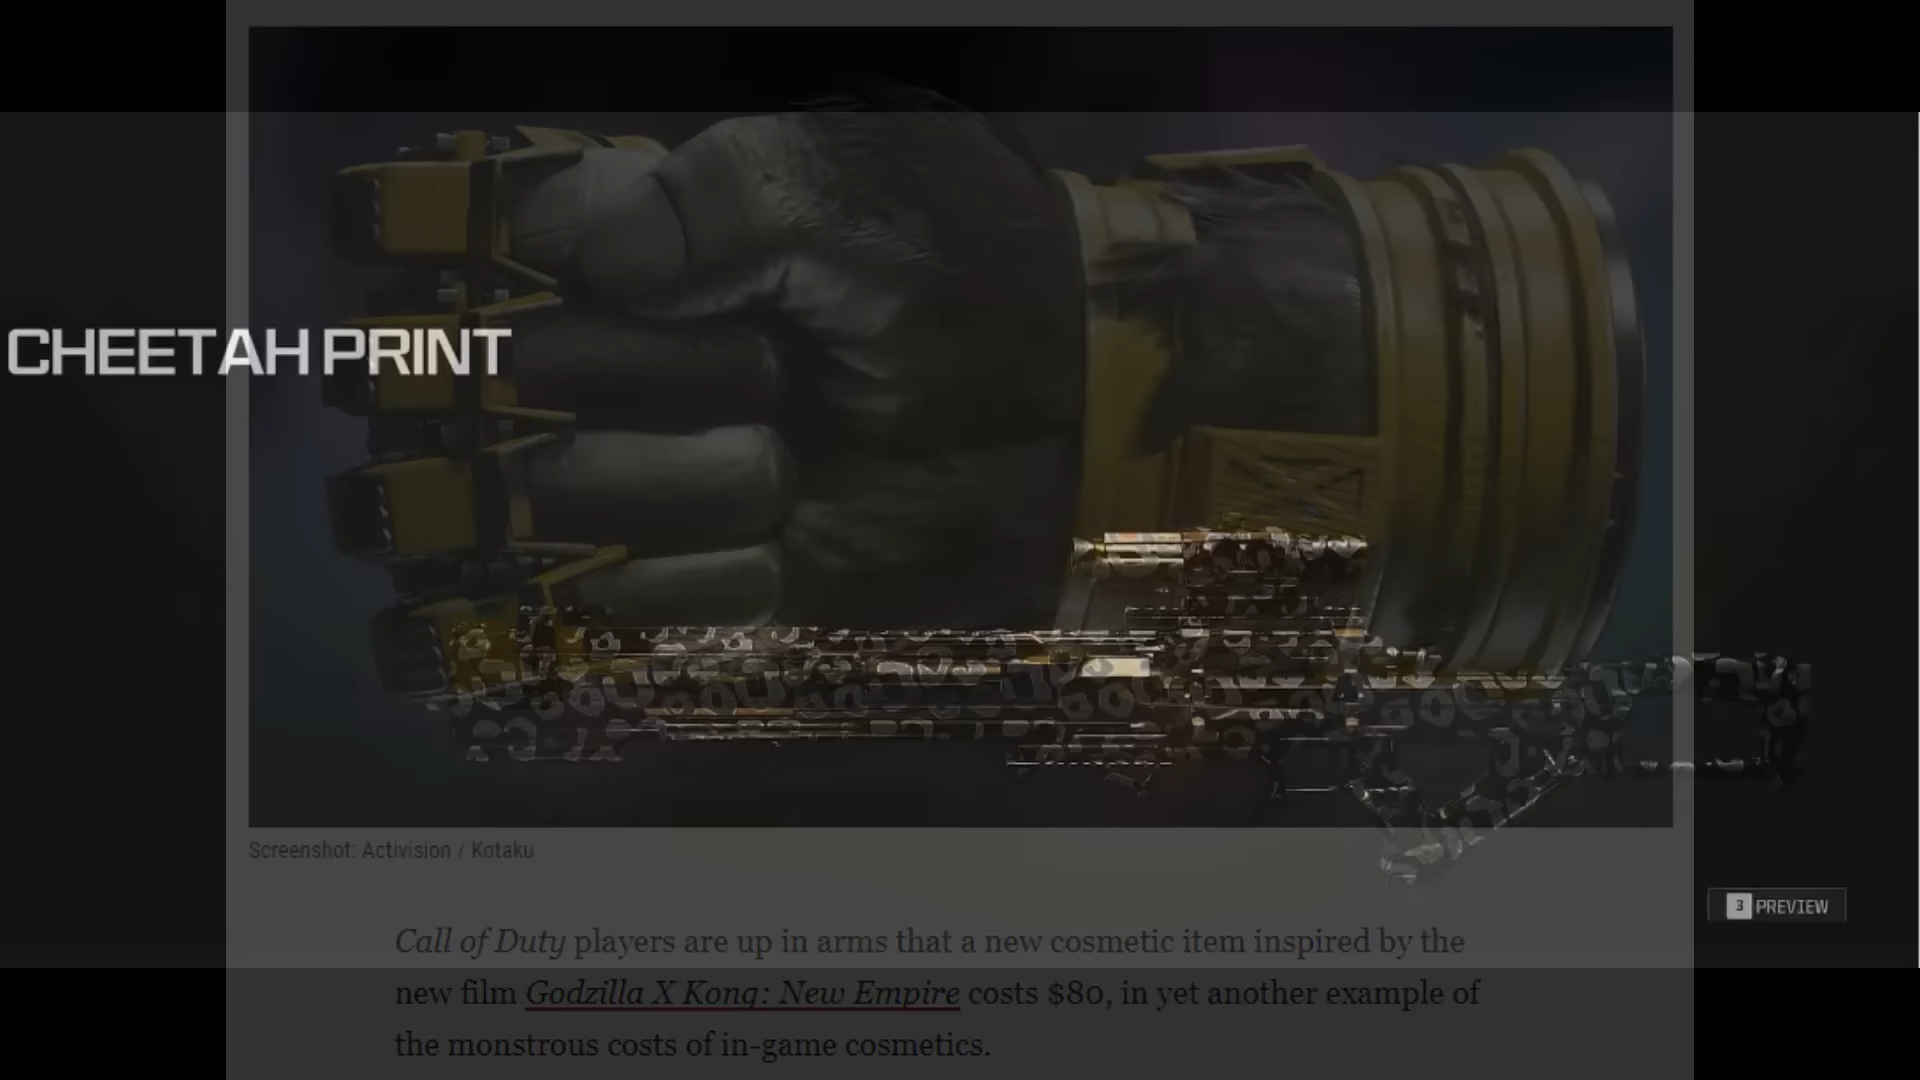 CHEETAH PRINT
Screenshot: Activision / Kotaku
3 PREVIEW
Call of Duty players are up in arms that a new cosmetic item inspired by the
new film Godzilla X Kong: New Empire costs $80, in yet another example of
the monstrous costs of in-game cosmetics.